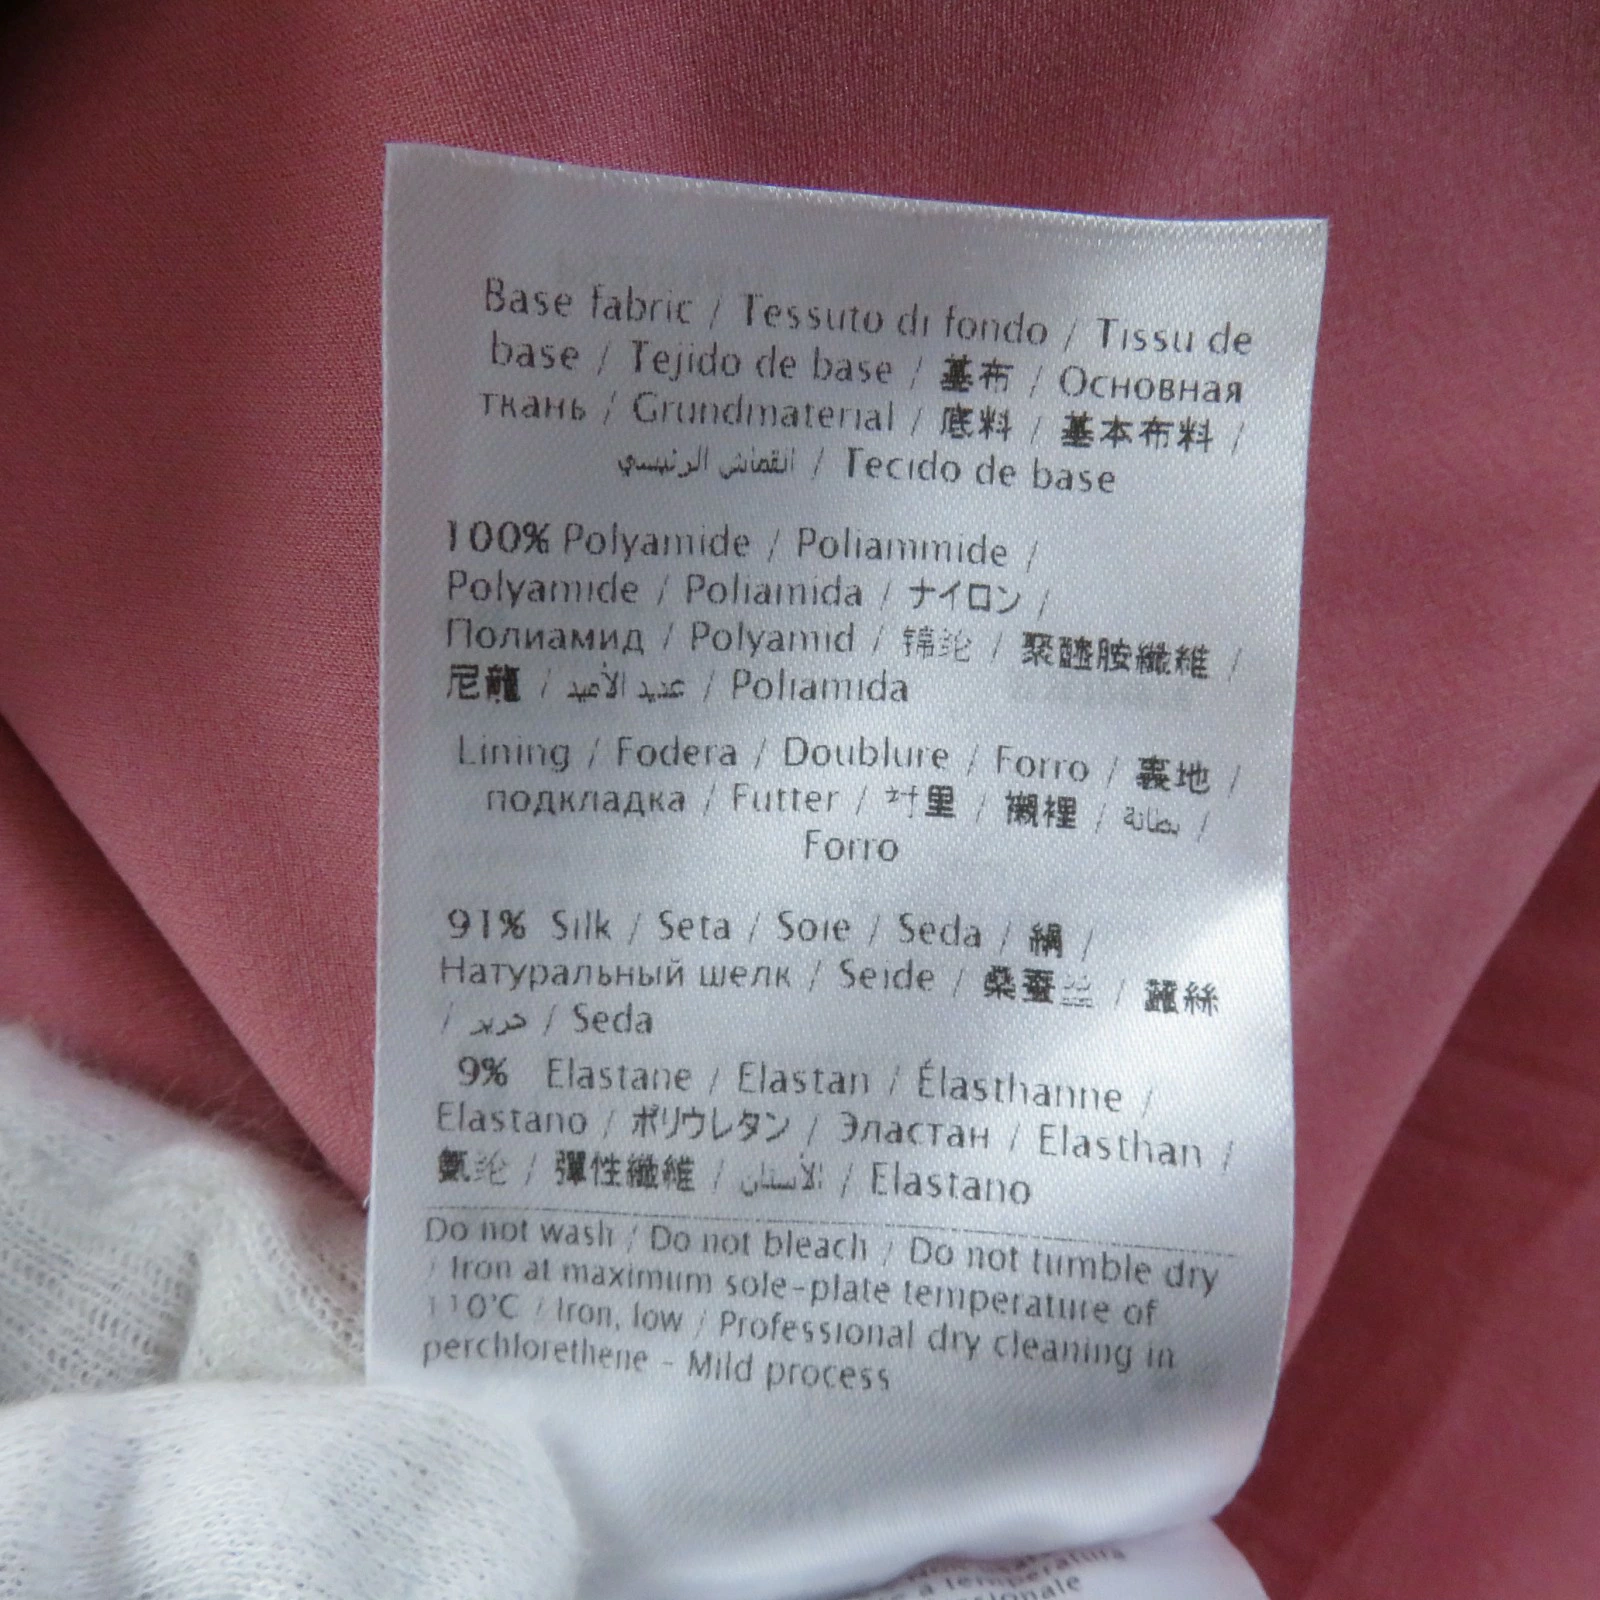 Base fabric / Tessuto di fondo / Tissu de
base / Tejido de base / 基布 / Основная
ткань / Grundmaterial / 底料 / 基本布料 /
القماش الرئيسي / Tecido de base
100% Polyamide / Poliammide /
Polyamide / Poliamida / ナイロン /
Полиамид / Polyamid / 锦纶 / 聚醯胺纖維 /
尼龍 / عديد الأميد / Poliamida
Lining / Fodera / Doublure / Forro / 裏地 /
подкладка / Futter / 衬里 / 襯裡 / بطانة /
Forro
91% Silk / Seta / Soie / Seda / 絹 /
Натуральный шелк / Seide / 桑蚕丝 / 蠶絲
/ حرير / Seda
9% Elastane / Elastan / Élasthanne /
Elastano / ポリウレタン / Эластан / Elasthan /
氨纶 / 彈性纖維 / الأستان / Elastano
Do not wash / Do not bleach / Do not tumble dry
/ Iron at maximum sole-plate temperature of
110°C / Iron, low / Professional dry cleaning in
perchlorethene - Mild process
a temperatura